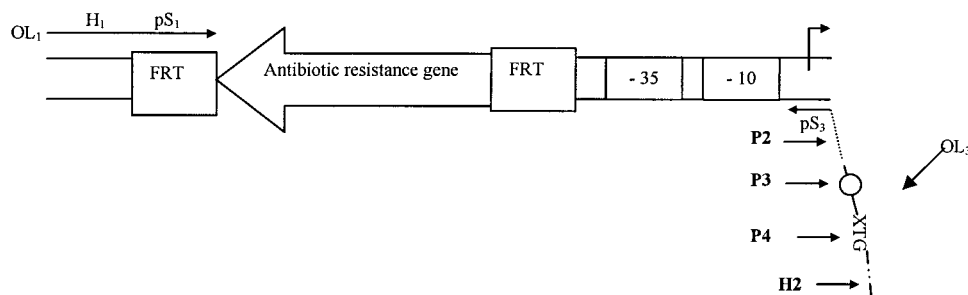 H₁ pS₁
OL₁
FRT Antibiotic resistance gene FRT - 35 - 10
pS₃
P2
OL₃
P3
P4
XTG
H2